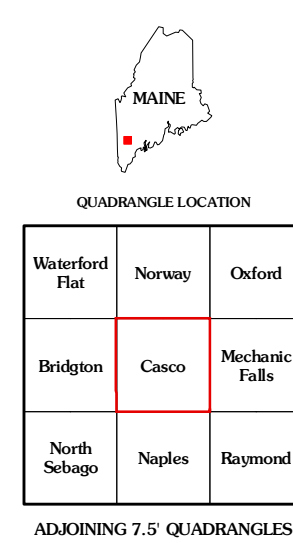 MAINE
QUADRANGLE LOCATION
Waterford
Flat
Norway
Oxford
Bridgton
Casco
Mechanic
Falls
North
Sebago
Naples
Raymond
ADJOINING 7.5' QUADRANGLES